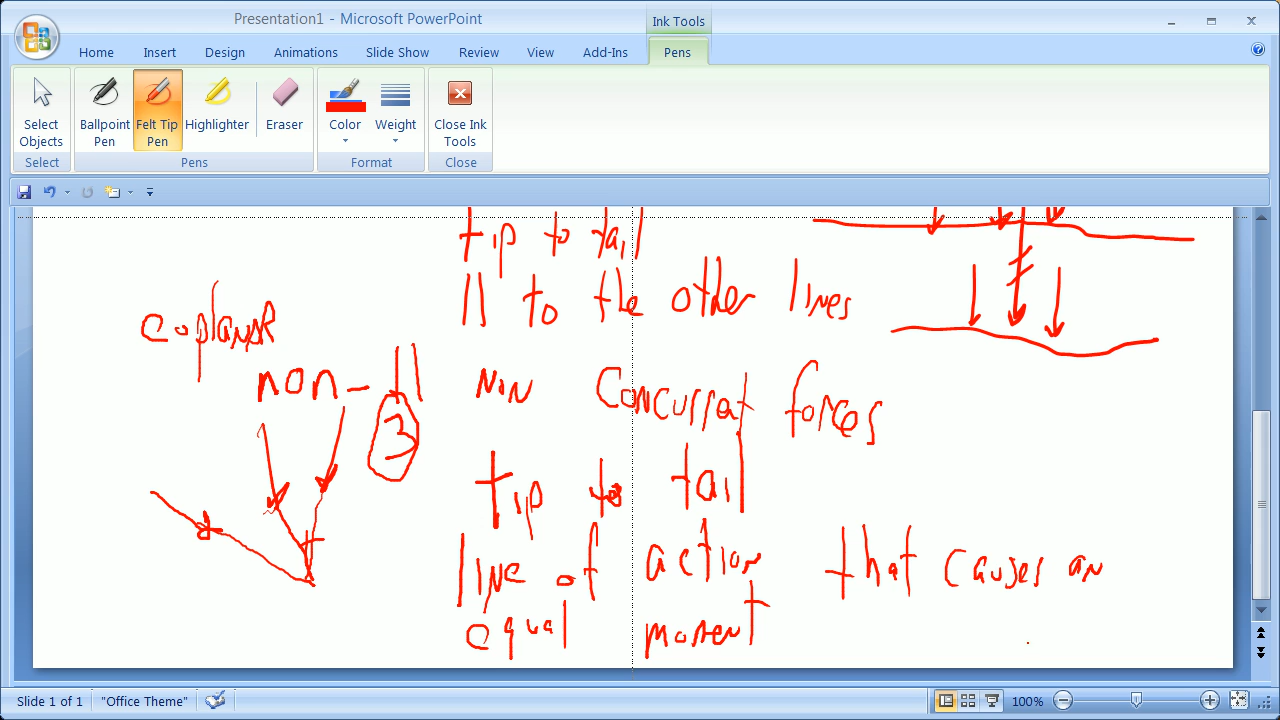 Presentation1 - Microsoft PowerPoint
Ink Tools
Home Insert Design Animations Slide Show Review View Add-Ins Pens
Select Objects
Ballpoint Pen
Felt Tip Pen
Highlighter
Eraser
Color
Weight
Close Ink Tools
Select Pens Format Close
tip to tail
|| to the other lines
coplanar
non-||
3
Non Concurrent forces
tip to tail
line of action that causes an
equal moment
Slide 1 of 1 "Office Theme" 100%